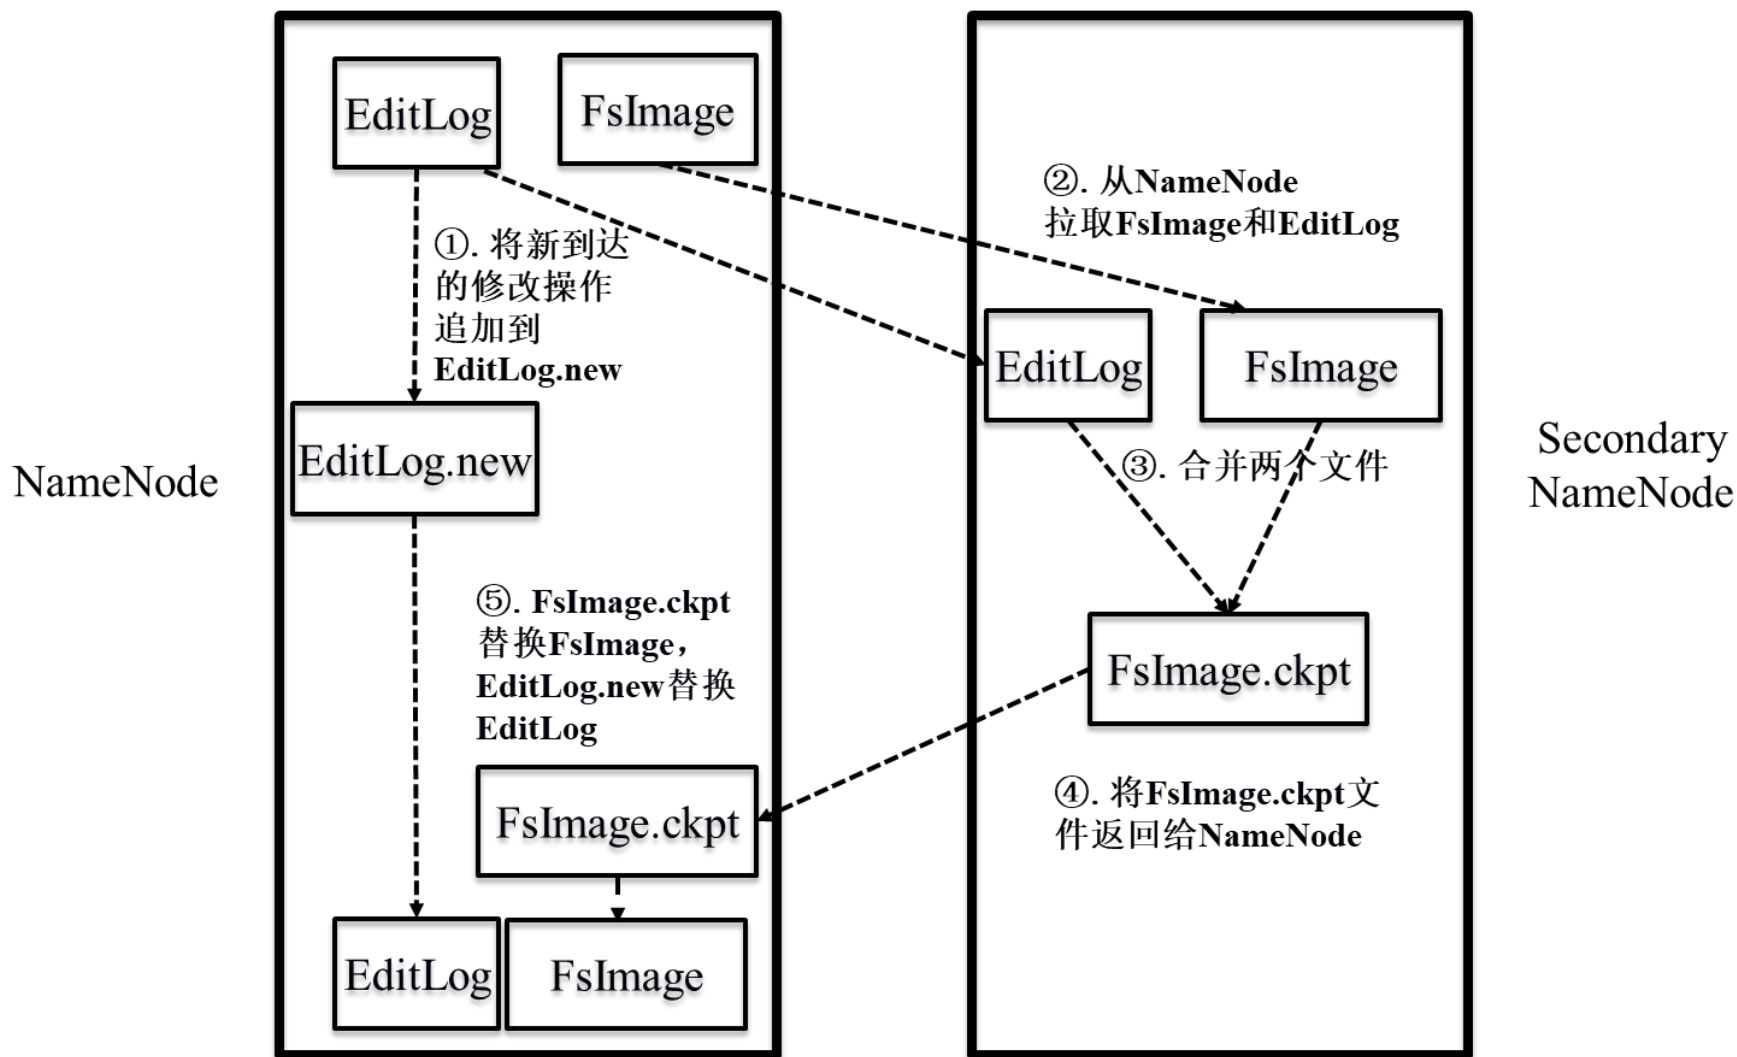 EditLog
FsImage
①. 将新到达
的修改操作
追加到
EditLog.new
EditLog.new
NameNode
⑤. FsImage.ckpt
替换FsImage,
EditLog.new替换
EditLog
FsImage.ckpt
EditLog
FsImage
②. 从NameNode
拉取FsImage和EditLog
EditLog
FsImage
③. 合并两个文件
FsImage.ckpt
④. 将FsImage.ckpt文
件返回给NameNode
Secondary
NameNode